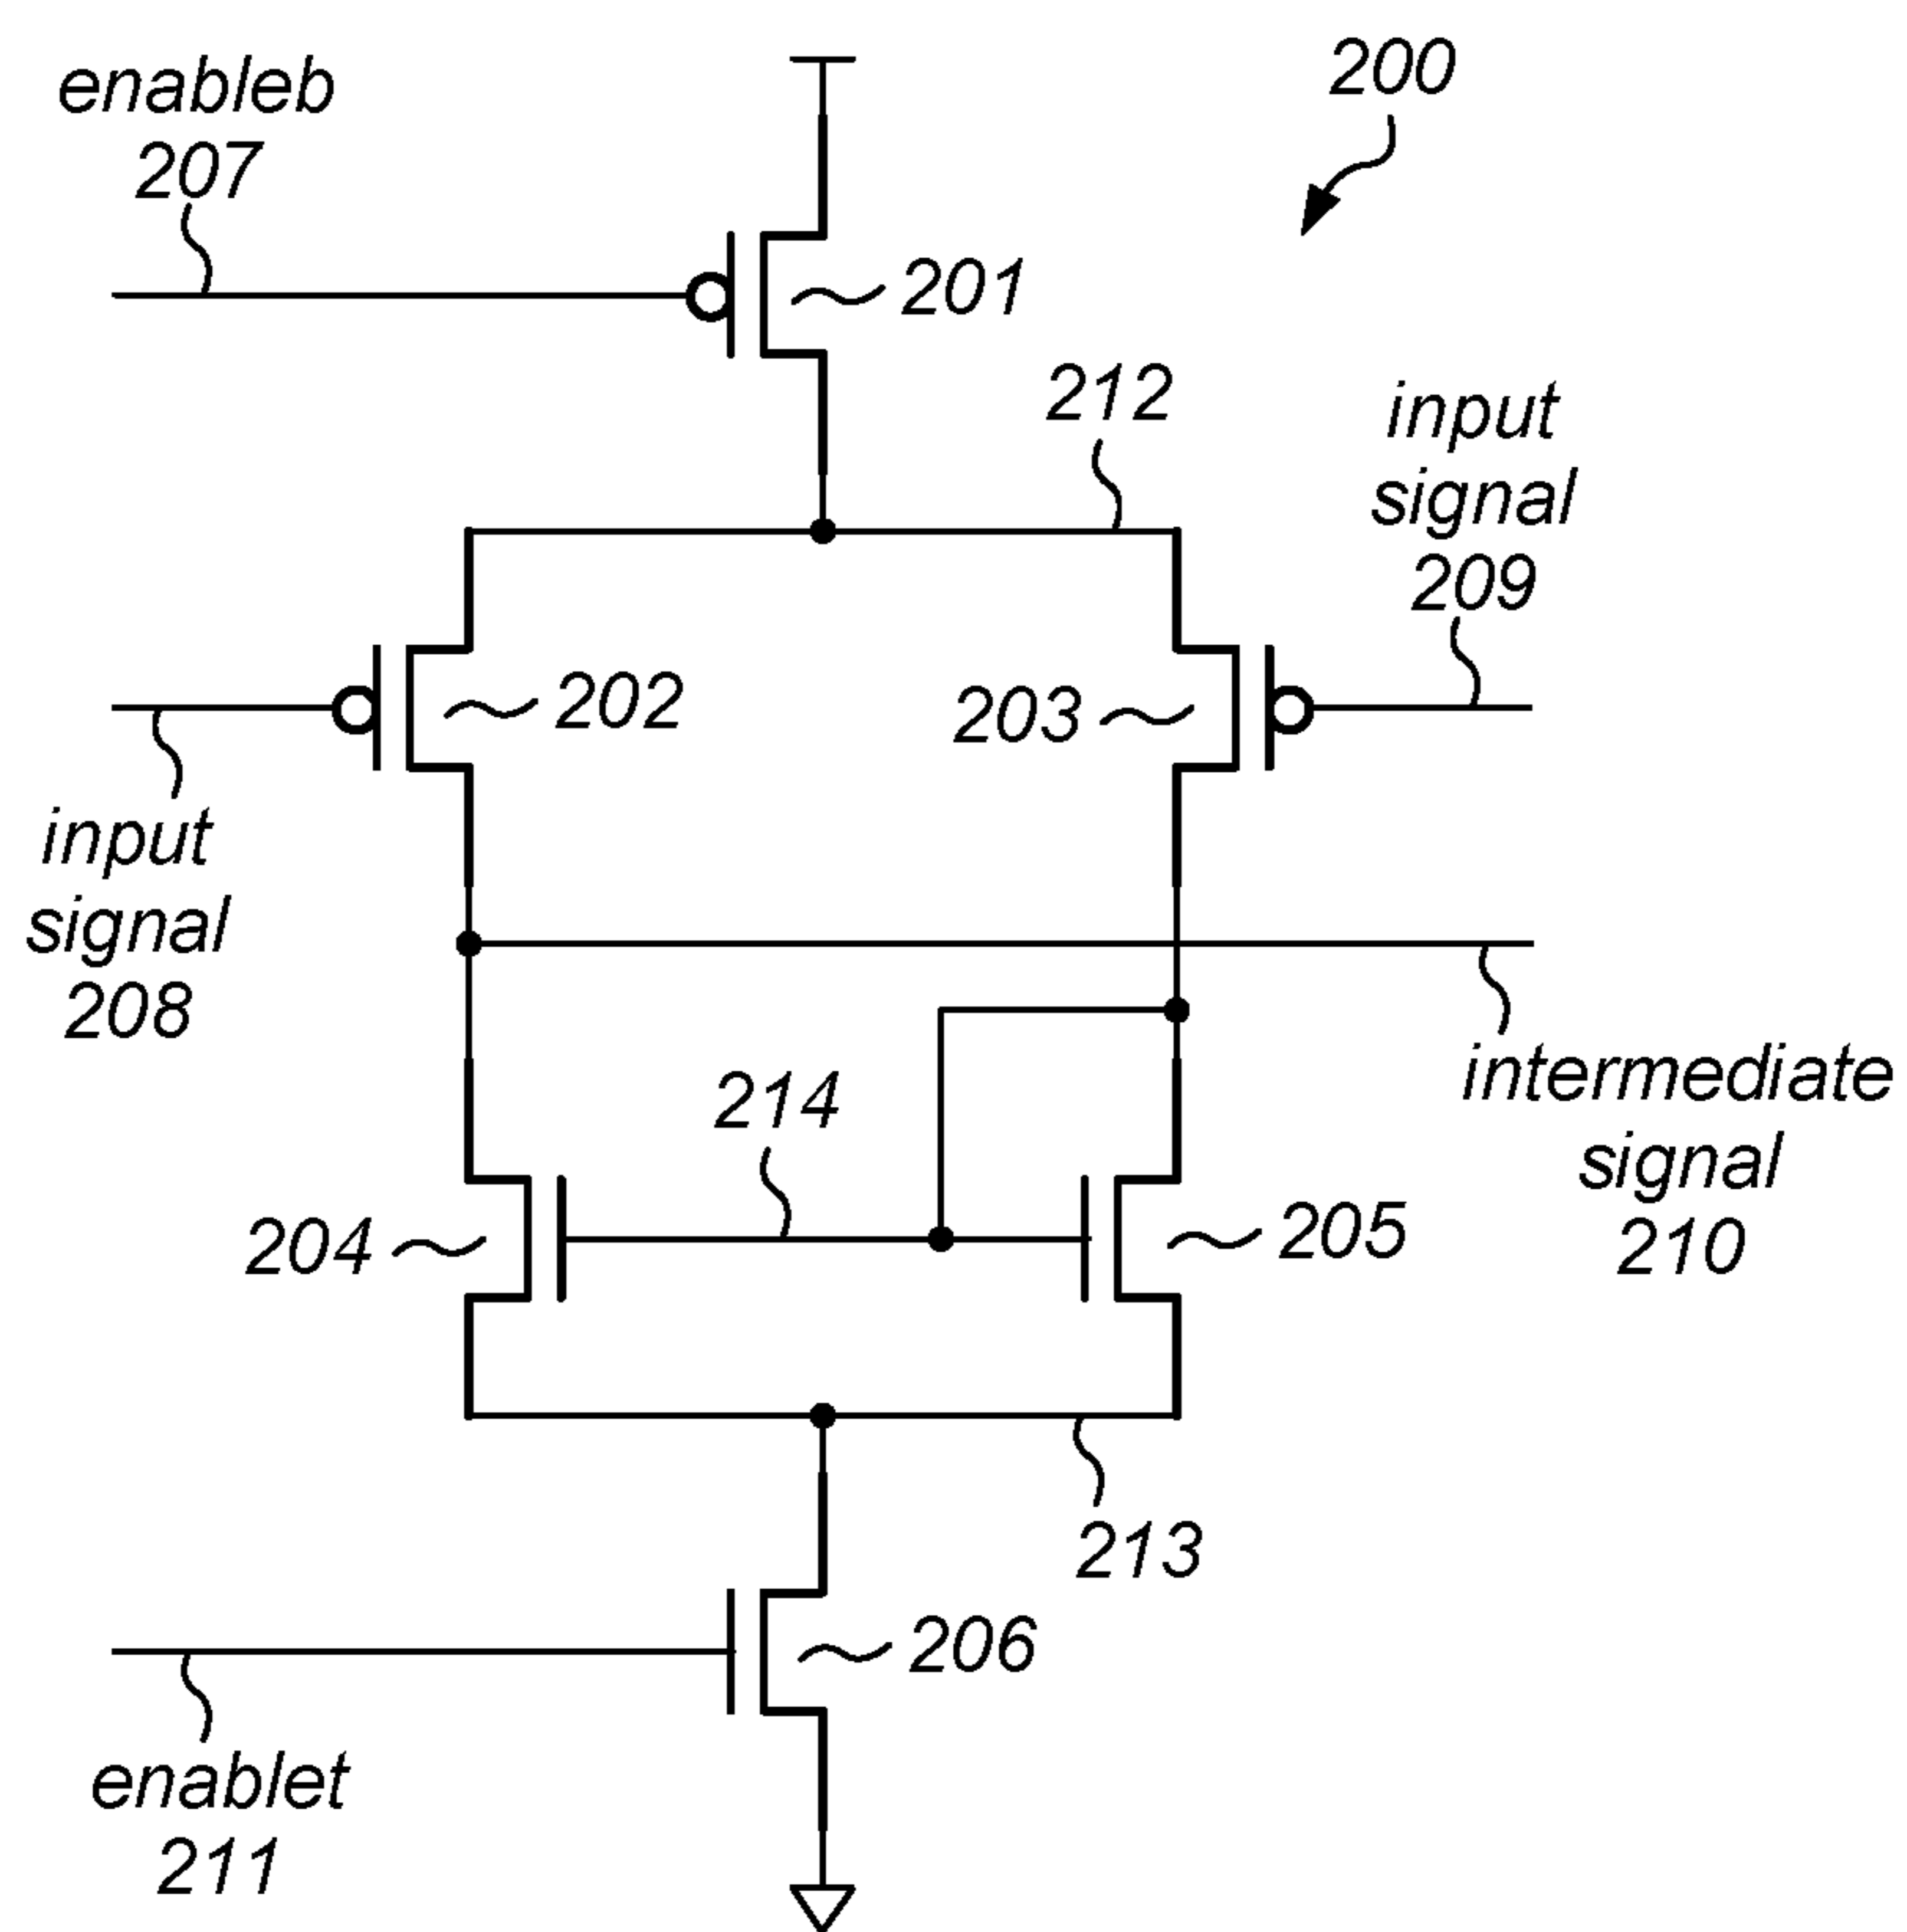 enableb
207
200
201
212
input
signal
209
202
203
input
signal
208
214
intermediate
signal
210
204
205
213
206
enablet
211